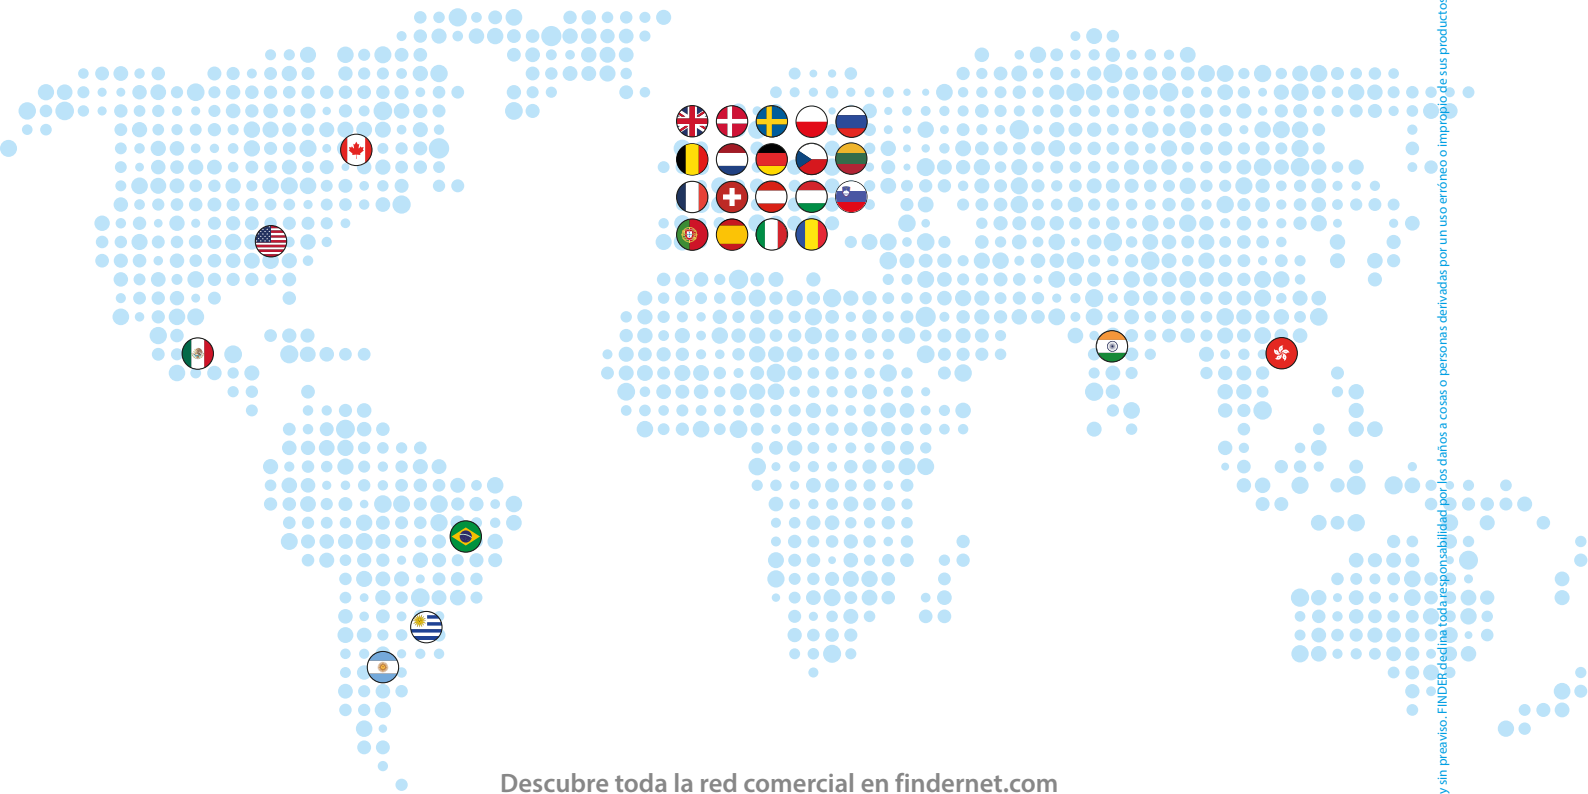 Descubre toda la red comercial en findernet.com
y sin preaviso. FINDER declina toda responsabilidad por los daños a cosas o personas derivadas por un uso erróneo o impropio de sus productos